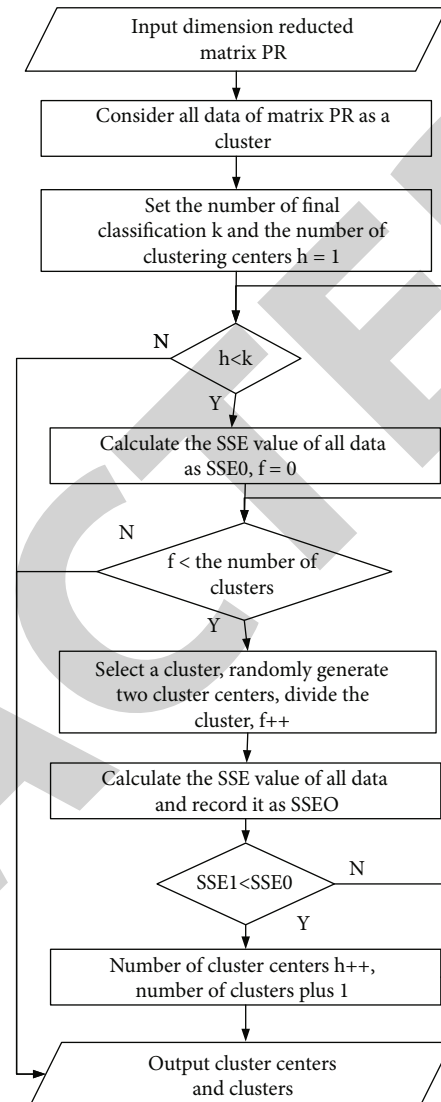 Input dimension reducted
matrix PR
Consider all data of matrix PR as a
cluster
Set the number of final
classification k and the number of
clustering centers h = 1
N
h<k
Y
Calculate the SSE value of all data
as SSE0, f = 0
N
f < the number of
clusters
Y
Select a cluster, randomly generate
two cluster centers, divide the
cluster, f++
Calculate the SSE value of all data
and record it as SSEO
SSE1<SSE0
N
Y
Number of cluster centers h++,
number of clusters plus 1
Output cluster centers
and clusters